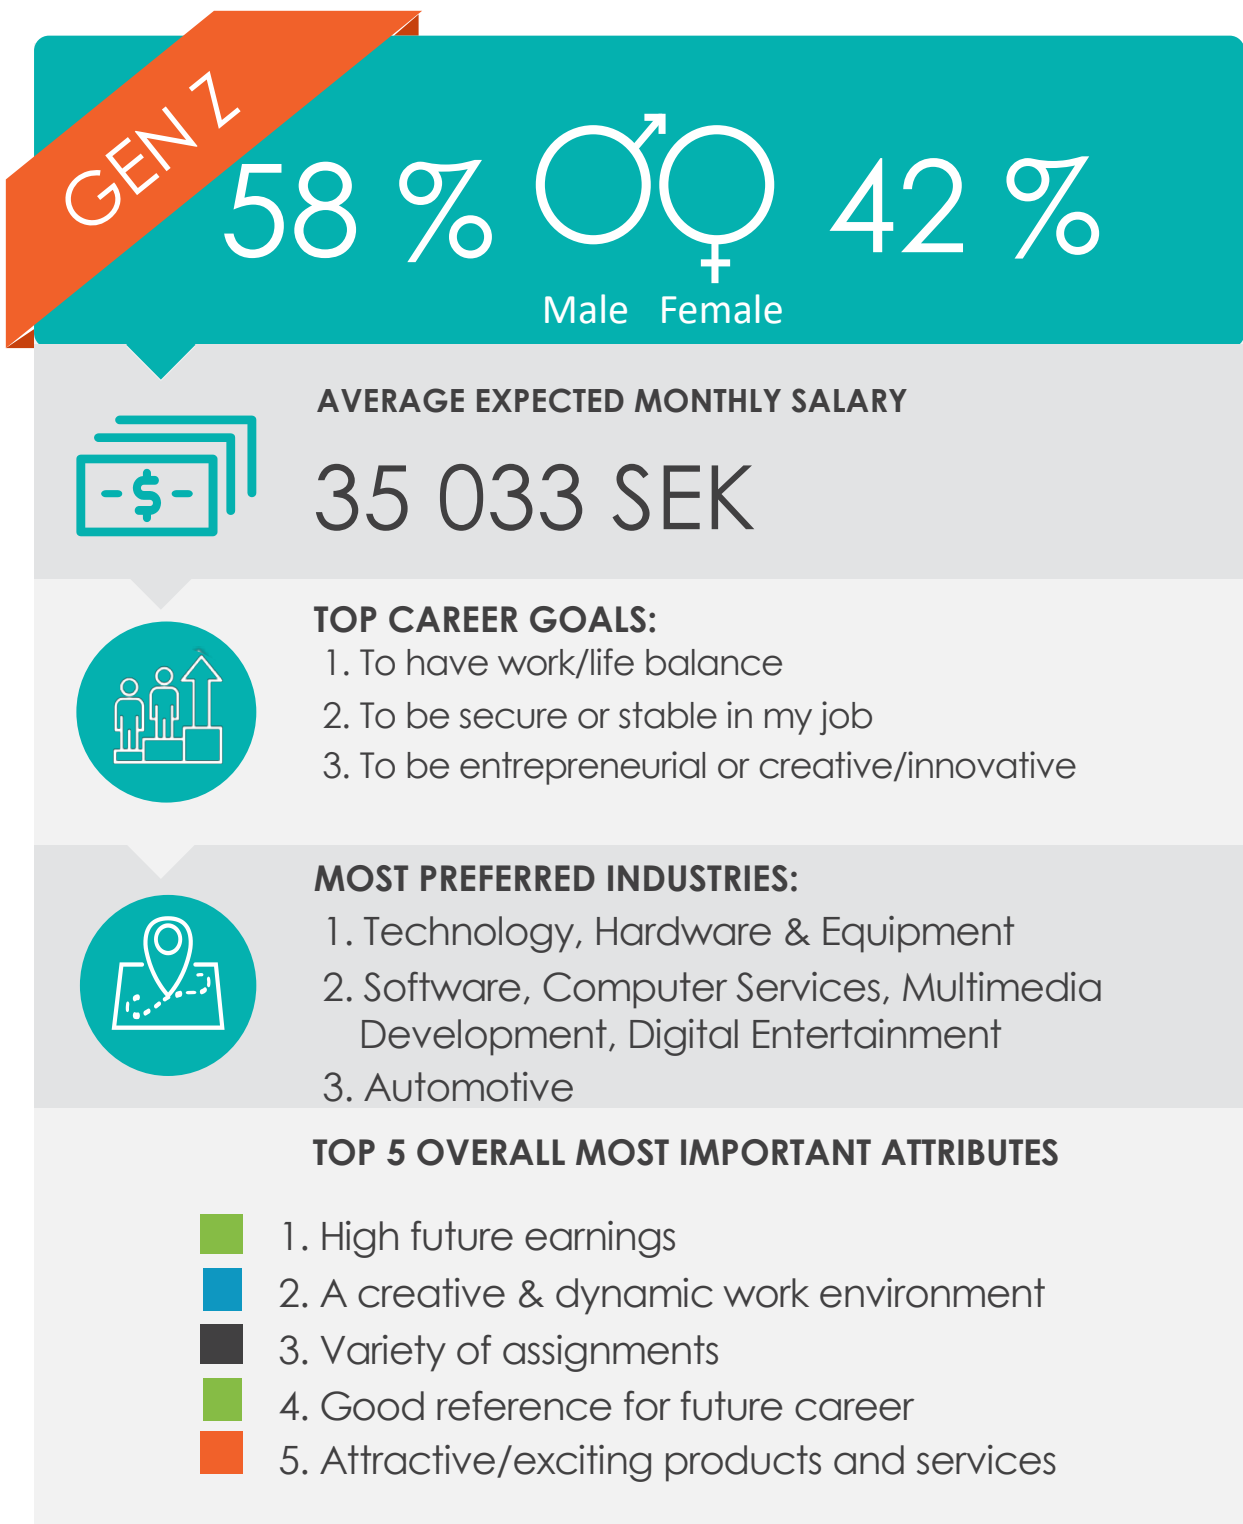 GEN Z
58 %
42 %
Male Female
AVERAGE EXPECTED MONTHLY SALARY
-$-
35 033 SEK
TOP CAREER GOALS:
1. To have work/life balance
2. To be secure or stable in my job
3. To be entrepreneurial or creative/innovative
MOST PREFERRED INDUSTRIES:
1. Technology, Hardware & Equipment
2. Software, Computer Services, Multimedia
Development, Digital Entertainment
3. Automotive
TOP 5 OVERALL MOST IMPORTANT ATTRIBUTES
1. High future earnings
2. A creative & dynamic work environment
3. Variety of assignments
4. Good reference for future career
5. Attractive/exciting products and services